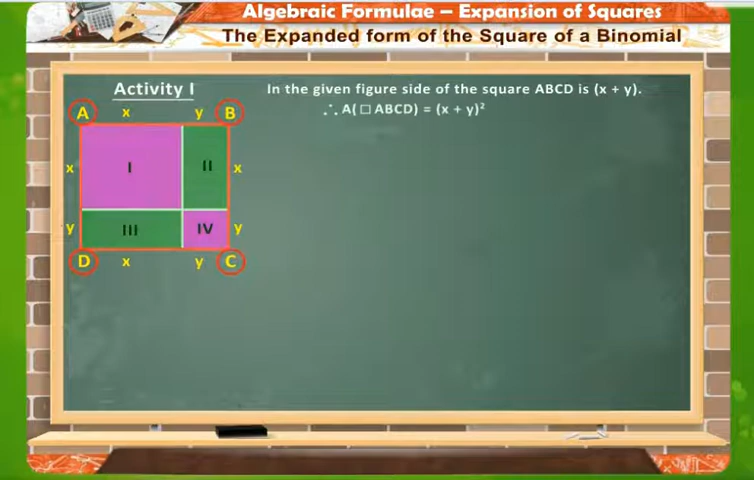 Algebraic Formulae – Expansion of Squares
The Expanded form of the Square of a Binomial
Activity I
In the given figure side of the square ABCD is (x + y).
∴ A(□ ABCD) = (x + y)²
A x y B
x I II x
y III IV y
D x y C